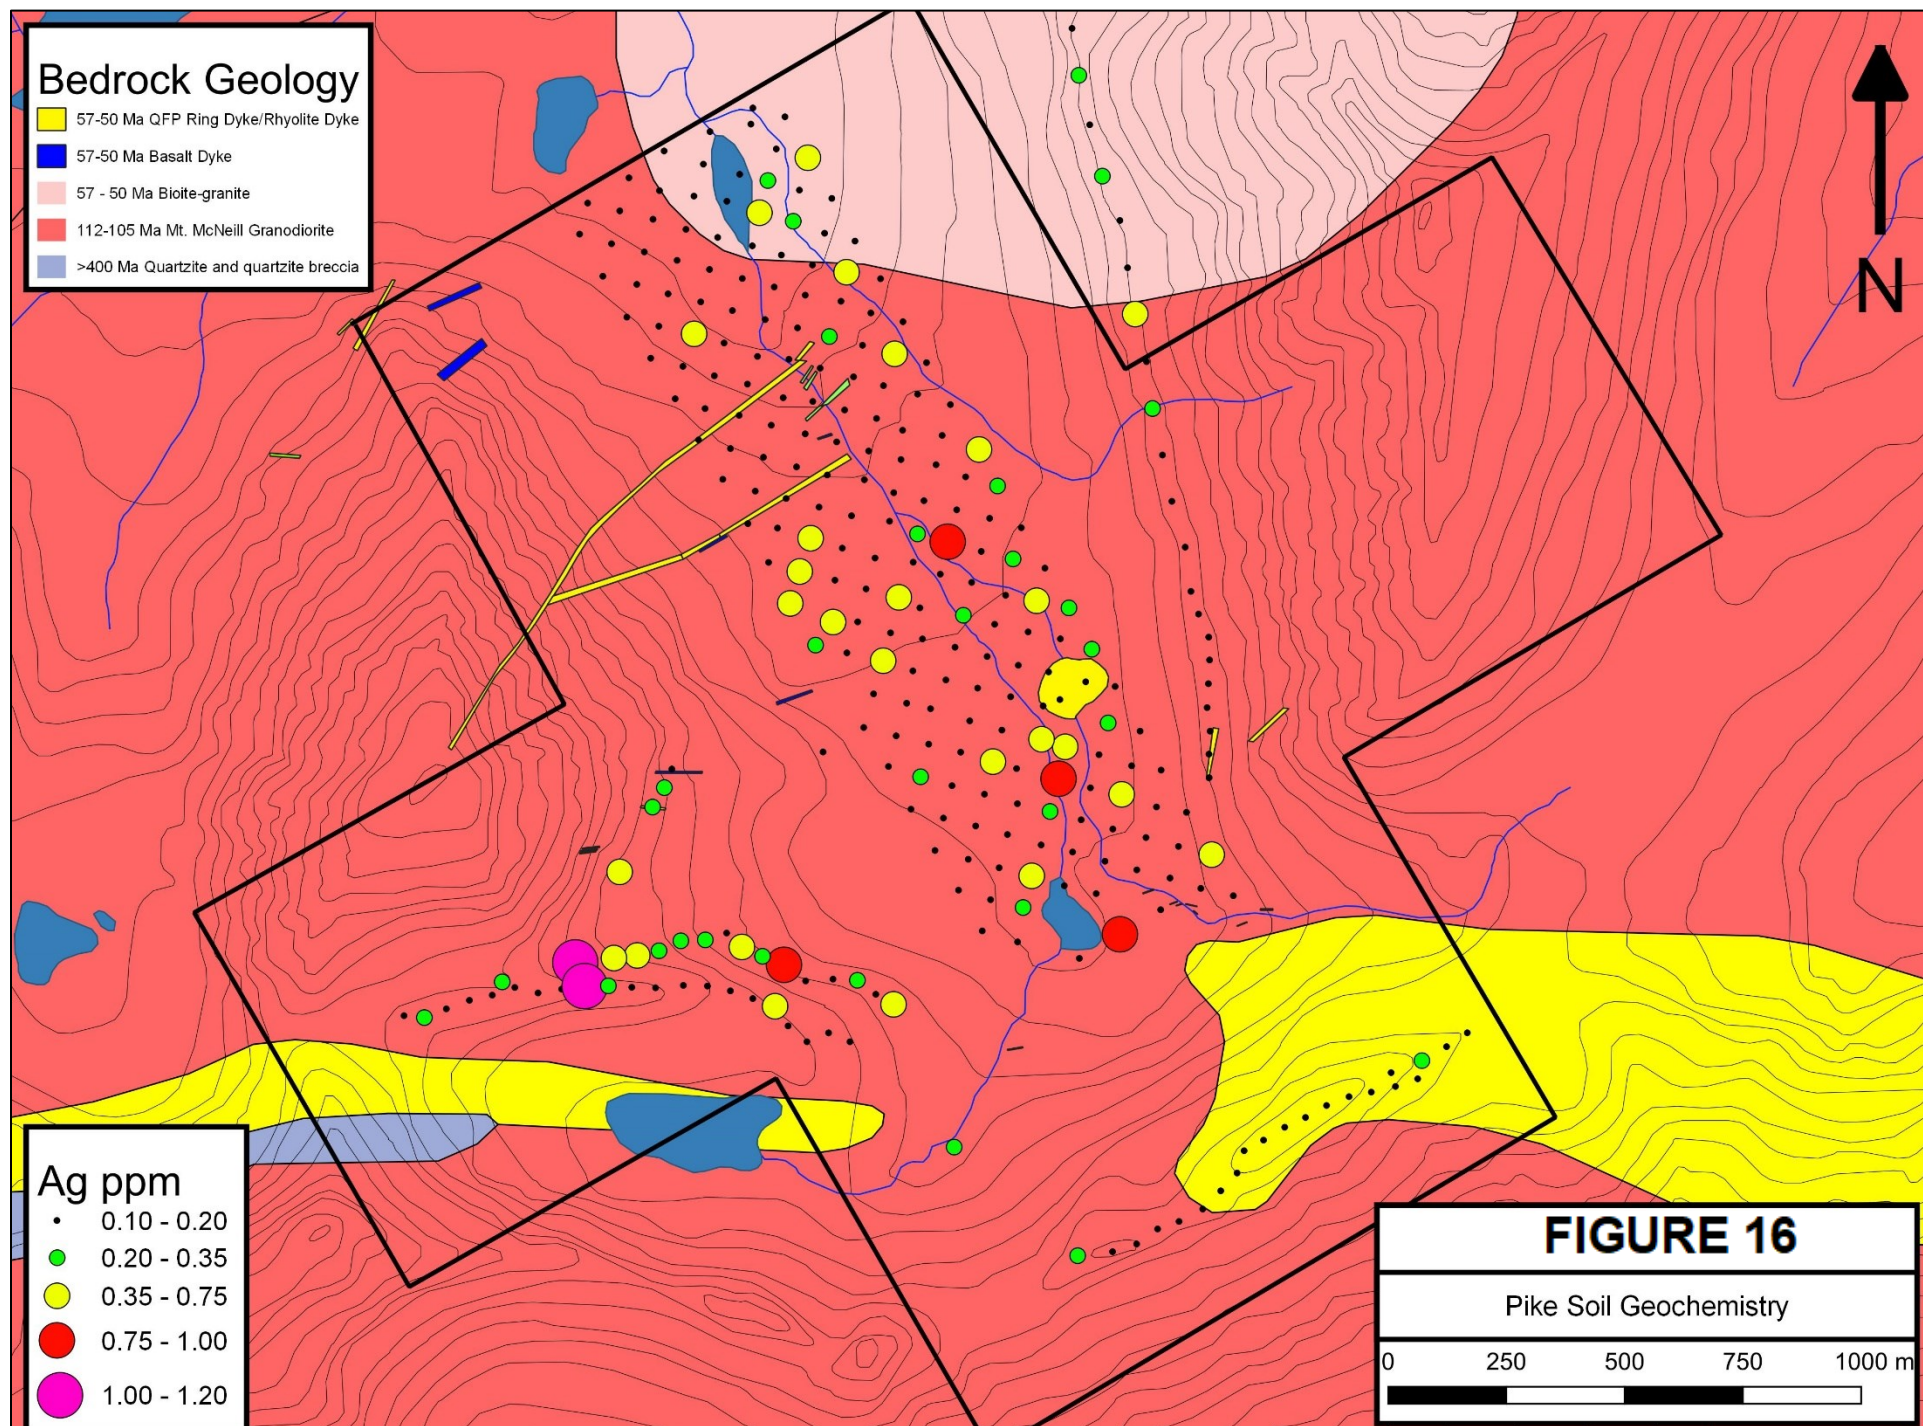 Bedrock Geology
57-50 Ma QFP Ring Dyke/Rhyolite Dyke
57-50 Ma Basalt Dyke
57 - 50 Ma Bioite-granite
112-105 Ma Mt. McNeill Granodiorite
>400 Ma Quartzite and quartzite breccia
N
Ag ppm
0.10 - 0.20
0.20 - 0.35
0.35 - 0.75
0.75 - 1.00
1.00 - 1.20
FIGURE 16
Pike Soil Geochemistry
0 250 500 750 1000 m